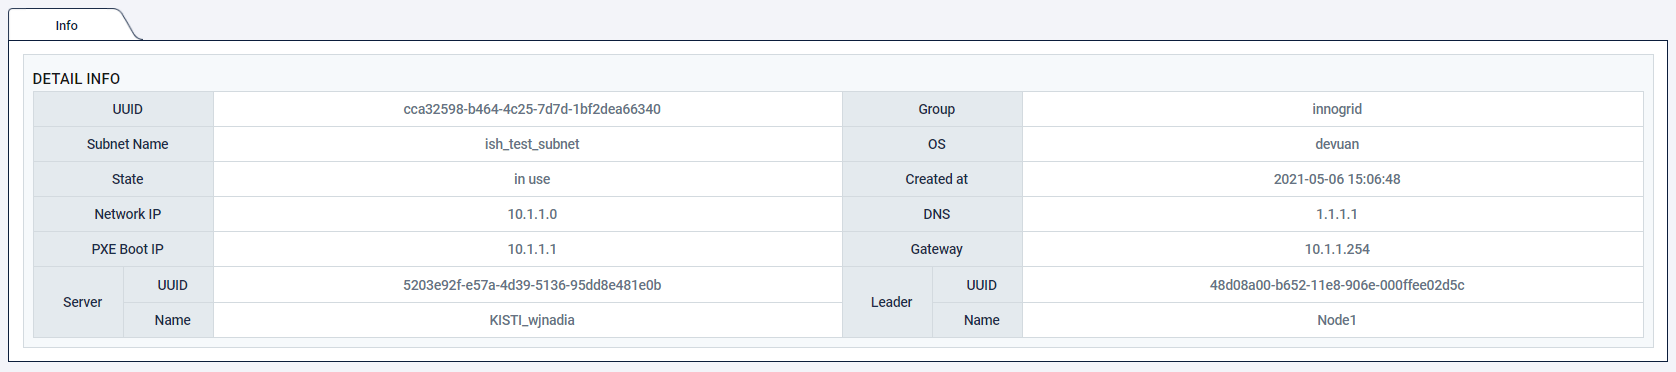 Info
DETAIL INFO
UUID cca32598-b464-4c25-7d7d-1bf2dea66340 Group innogrid
Subnet Name ish_test_subnet OS devuan
State in use Created at 2021-05-06 15:06:48
Network IP 10.1.1.0 DNS 1.1.1.1
PXE Boot IP 10.1.1.1 Gateway 10.1.1.254
Server UUID 5203e92f-e57a-4d39-5136-95dd8e481e0b Leader UUID 48d08a00-b652-11e8-906e-000ffee02d5c
Name KISTI_wjnadia Name Node1